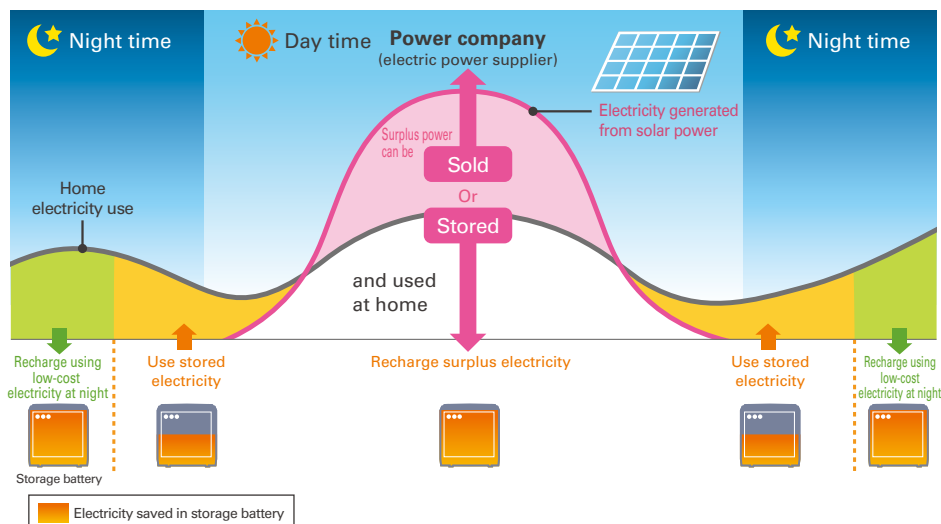 Night time
Day time
Power company
(electric power supplier)
Night time
Electricity generated
from solar power
Surplus power
can be
Sold
Or
Stored
Home
electricity use
and used
at home
Recharge using
low-cost
electricity at night
Use stored
electricity
Recharge surplus electricity
Use stored
electricity
Recharge using
low-cost
electricity at night
Storage battery
Electricity saved in storage battery